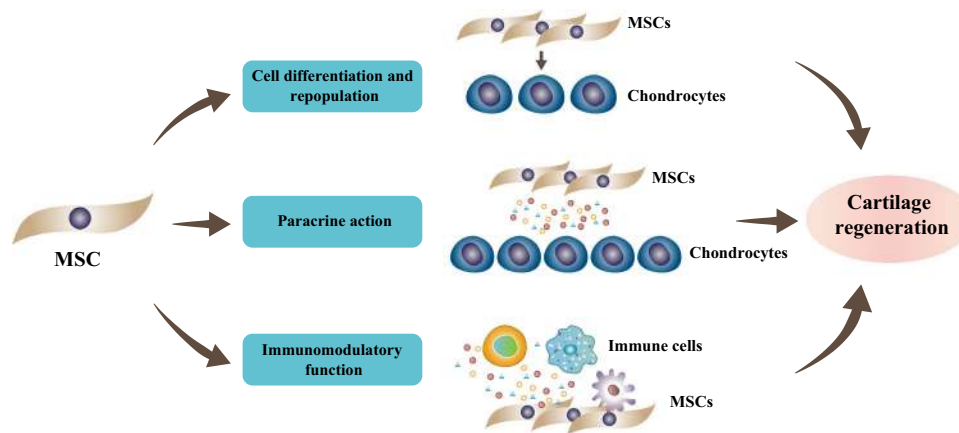 MSC
Cell differentiation and
repopulation
MSCs
Chondrocytes
Paracrine action
MSCs
Chondrocytes
Immunomodulatory
function
Immune cells
MSCs
Cartilage
regeneration